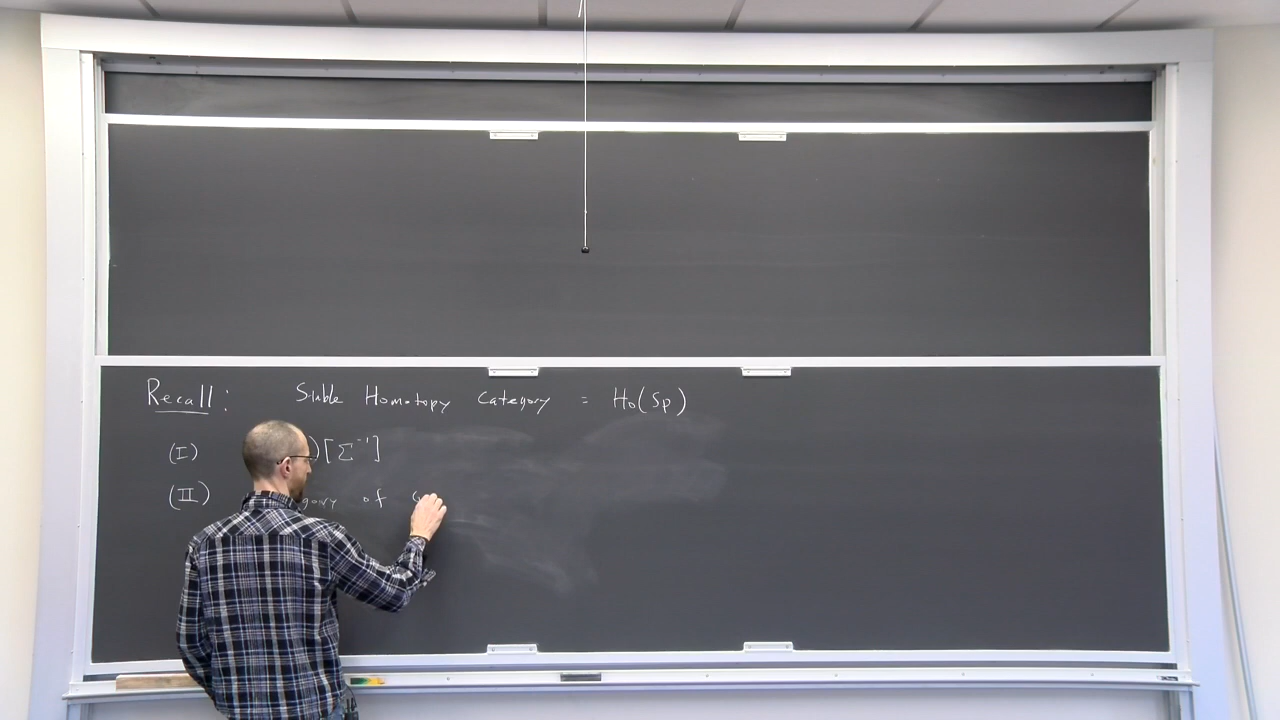 Recall: Stable Homotopy Category = Ho(Sp)
(I) )[Σ⁻¹]
(II) gory of